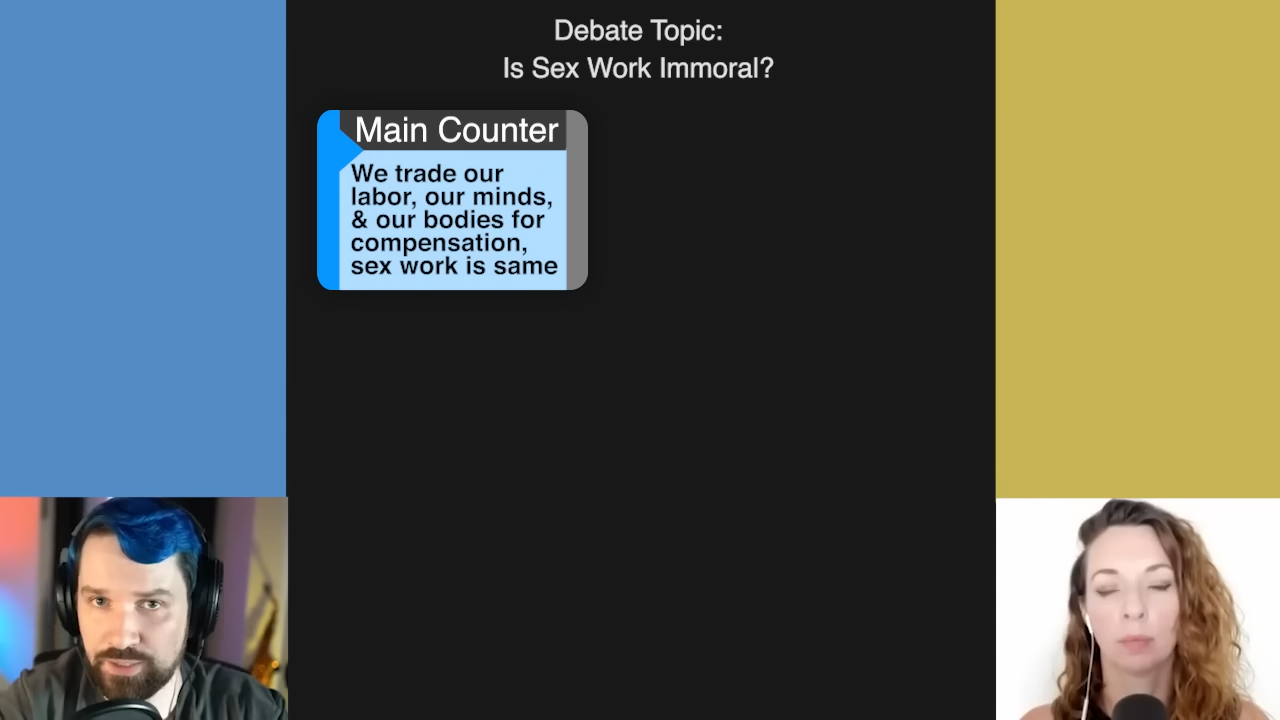 Debate Topic:
Is Sex Work Immoral?
Main Counter
We trade our
labor, our minds,
& our bodies for
compensation,
sex work is same